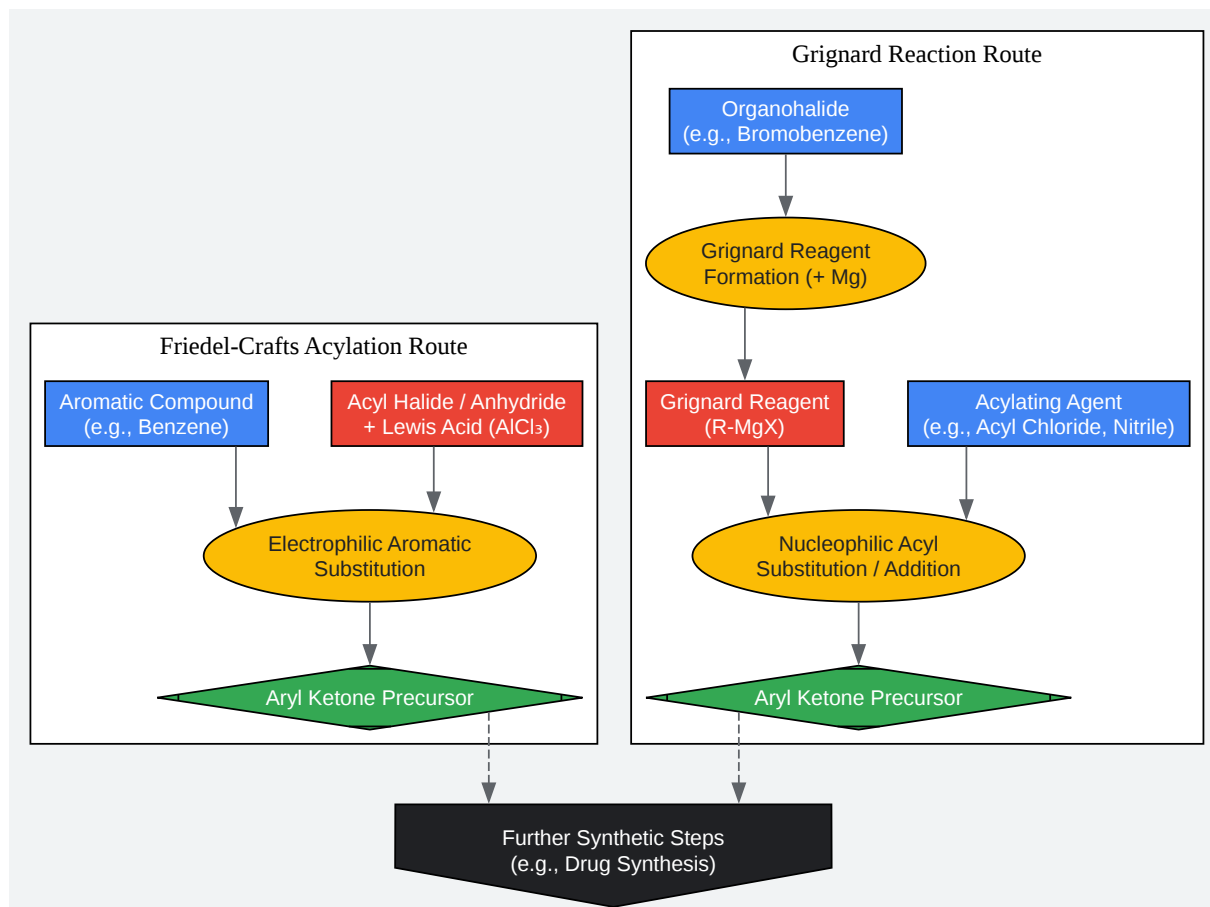 Grignard Reaction Route
Organohalide
(e.g., Bromobenzene)
Grignard Reagent
Formation (+ Mg)
Grignard Reagent
(R-MgX)
Acylating Agent
(e.g., Acyl Chloride, Nitrile)
Nucleophilic Acyl
Substitution / Addition
Aryl Ketone Precursor
Friedel-Crafts Acylation Route
Aromatic Compound
(e.g., Benzene)
Acyl Halide / Anhydride
+ Lewis Acid (AlCl₃)
Electrophilic Aromatic
Substitution
Aryl Ketone Precursor
Further Synthetic Steps
(e.g., Drug Synthesis)